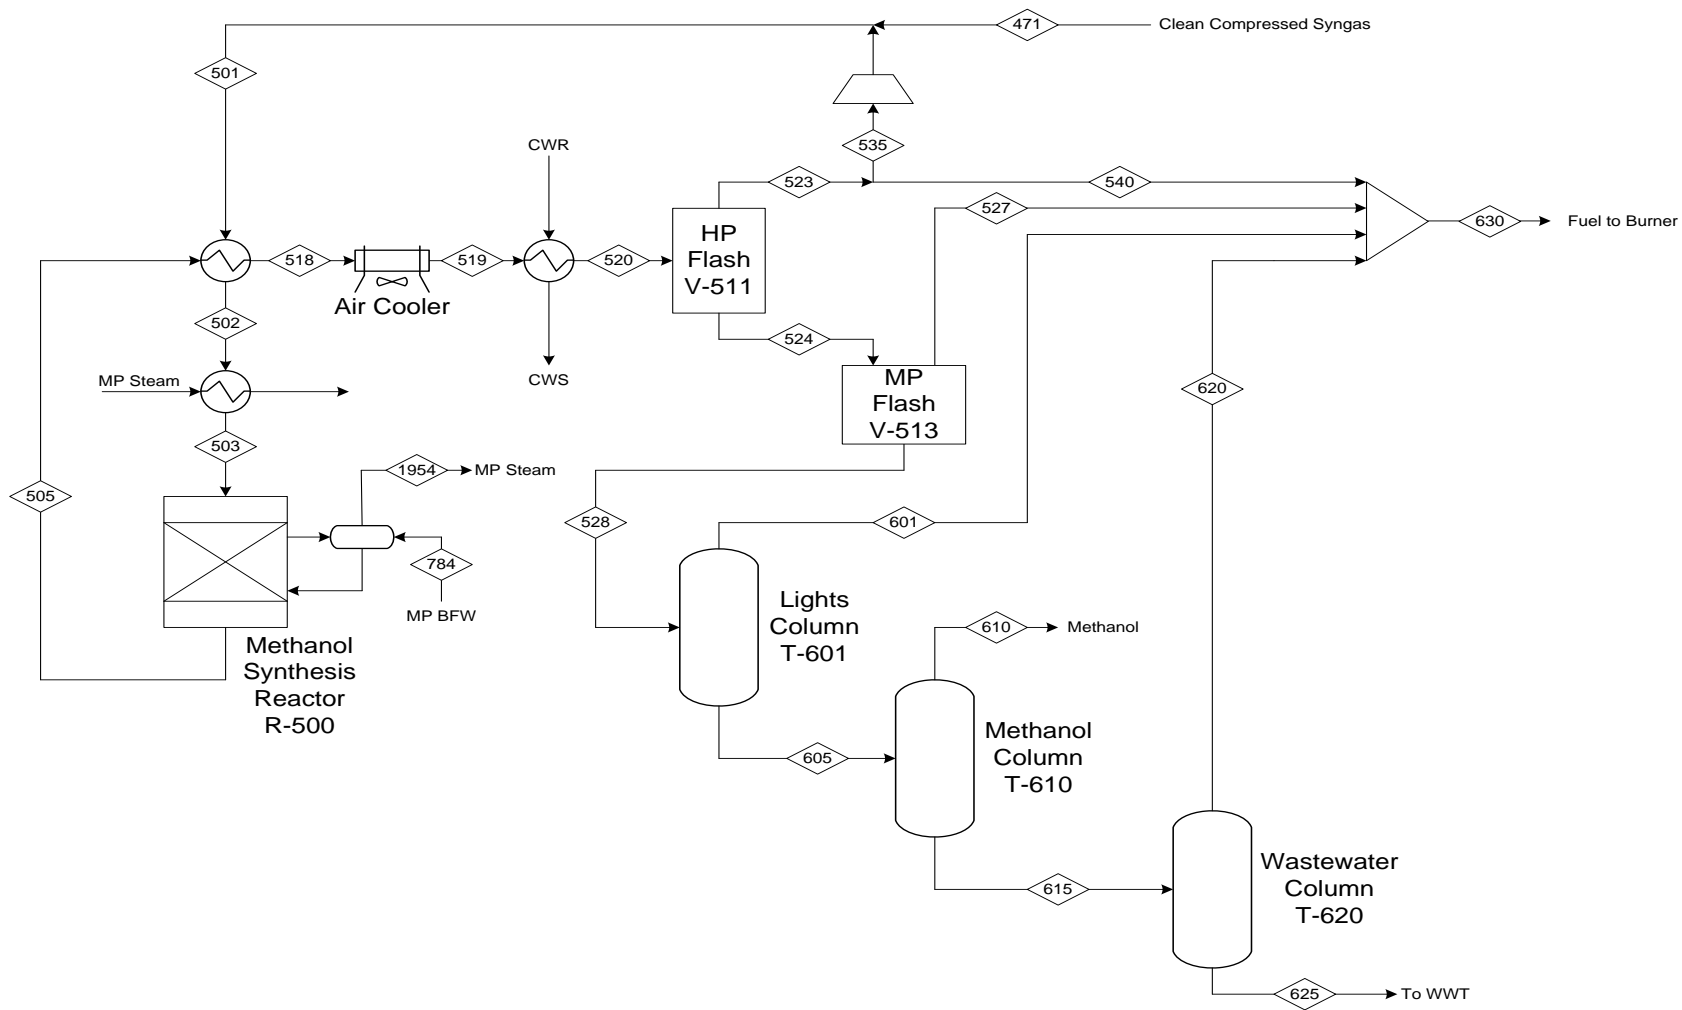 471
Clean Compressed Syngas
501
CWR
535
523
540
527
630
Fuel to Burner
HP
Flash
V-511
518
519
520
Air Cooler
502
524
MP Steam
CWS
MP
Flash
V-513
620
503
1954
MP Steam
505
528
601
784
MP BFW
Lights
Column
T-601
610
Methanol
Methanol
Synthesis
Reactor
R-500
605
Methanol
Column
T-610
615
Wastewater
Column
T-620
625
To WWT